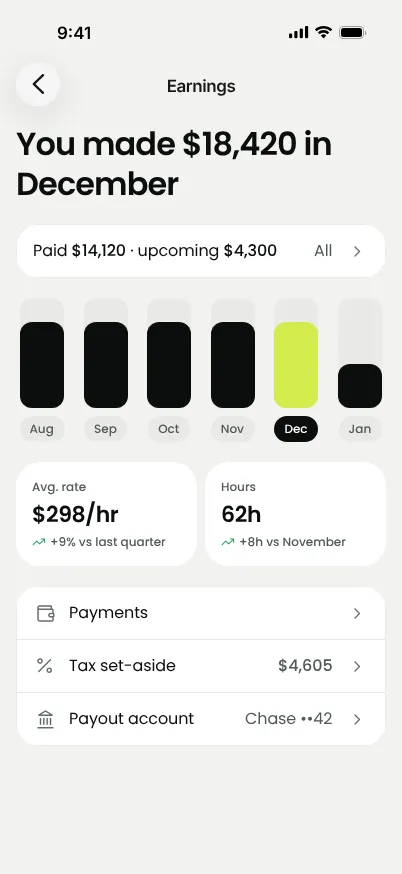 9:41
Earnings
You made $18,420 in
December
Paid $14,120 · upcoming $4,300 All
Aug Sep Oct Nov Dec Jan
Avg. rate
$298/hr
+9% vs last quarter
Hours
62h
+8h vs November
Payments
Tax set-aside $4,605
Payout account Chase ••42